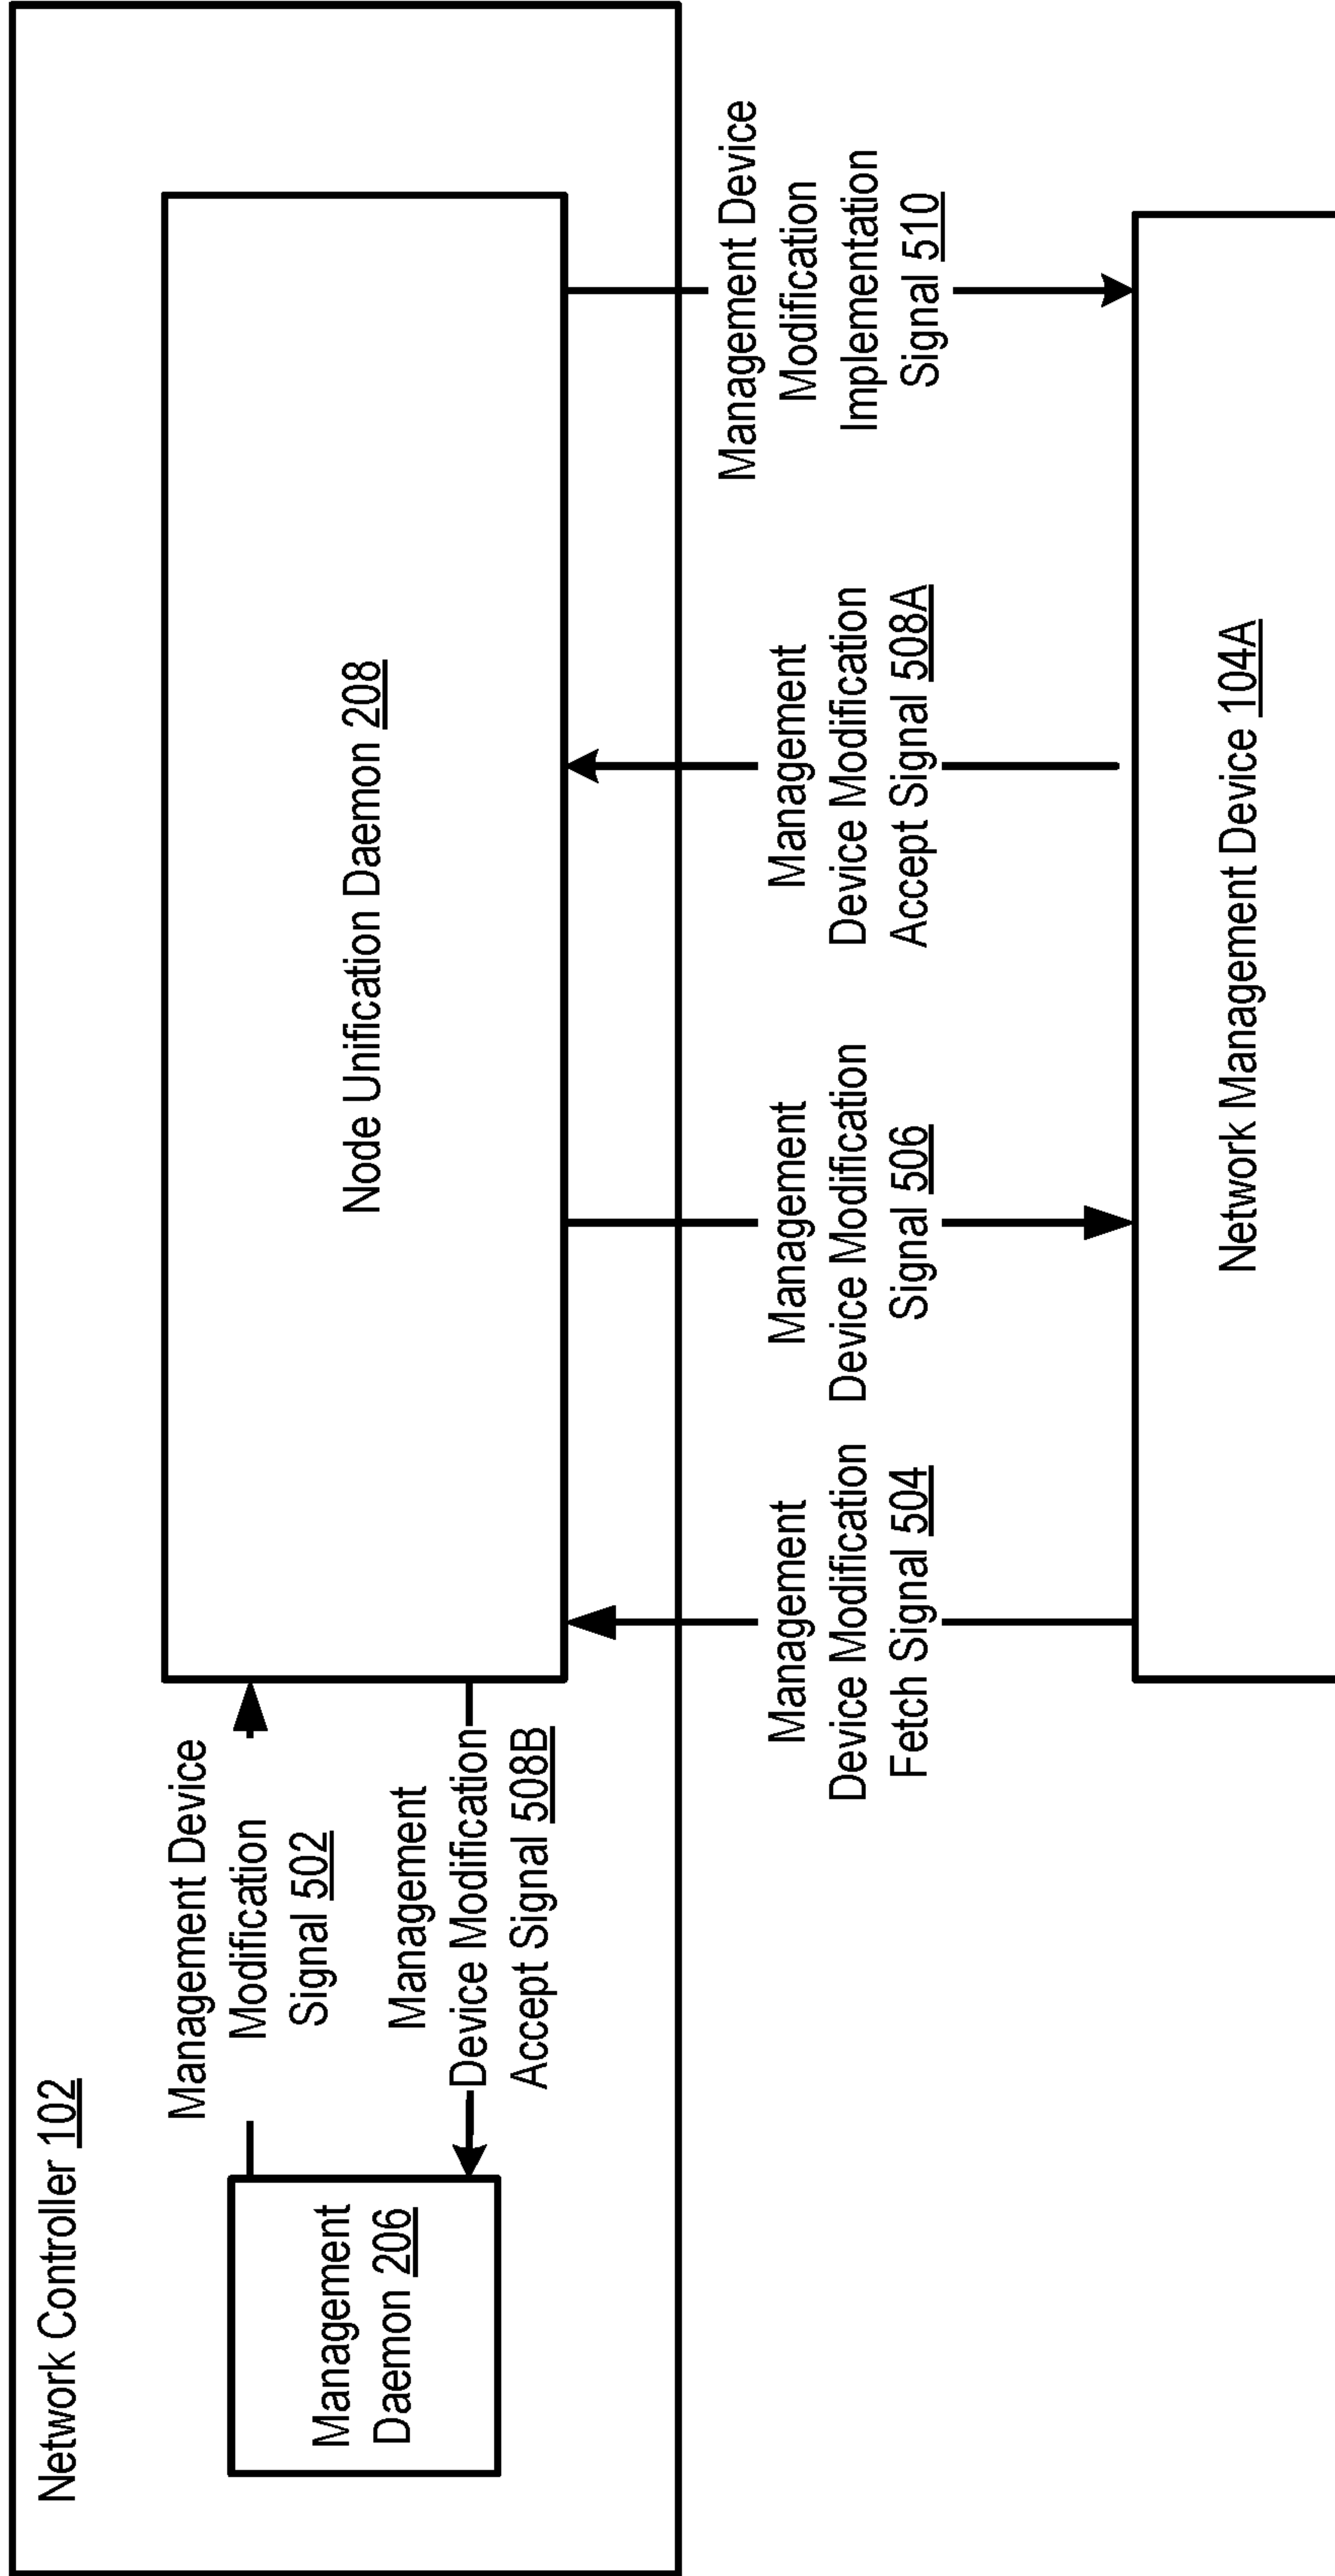 Network Controller 102
Management
Daemon 206
Management Device
Modification
Signal 502
Management
Device Modification
Accept Signal 508B
Node Unification Daemon 208
Management
Device Modification
Fetch Signal 504
Management
Device Modification
Signal 506
Management
Device Modification
Accept Signal 508A
Management Device
Modification
Implementation
Signal 510
Network Management Device 104A